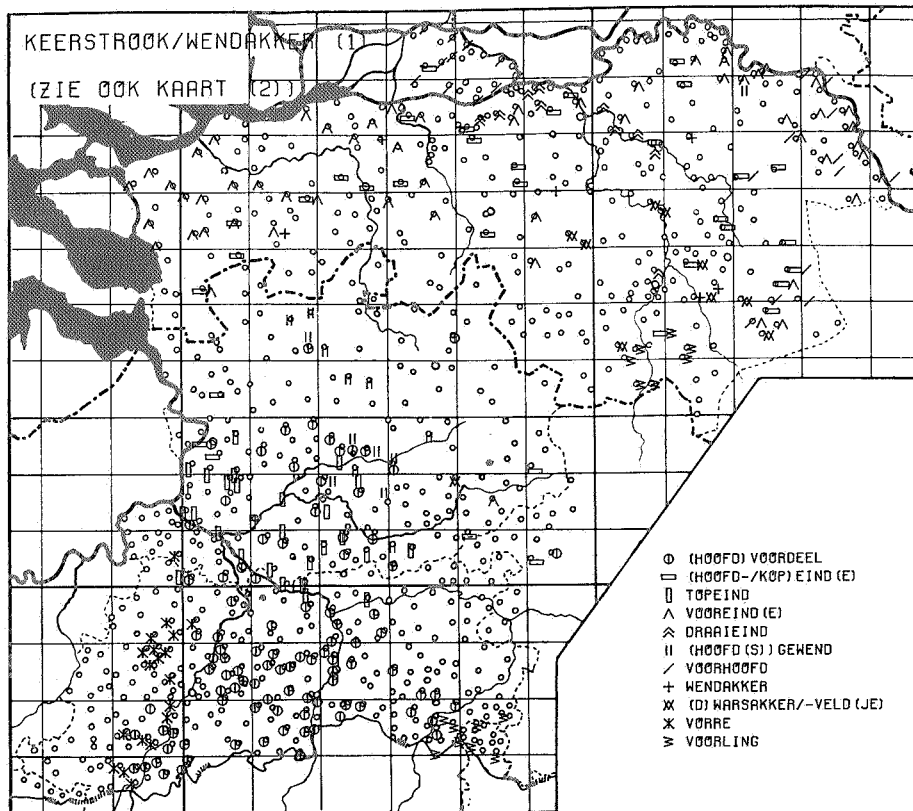 KEERSTROOK/WENDAKKER (1)
(ZIE OOK KAART (2))
(HOOFD) VOORDEEL
(HOOFD-/KOP) EIND (E)
TOPEIND
VOOREIND (E)
DRAAIEIND
(HOOFD (S)) GEWEND
VOORHOOFD
WENDAKKER
(D) WARSAKKER/-VELD (JE)
VORRE
VOORLING